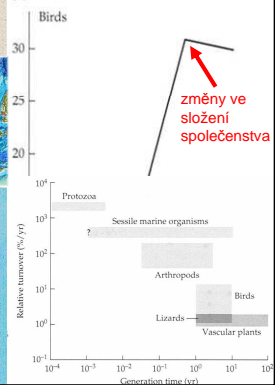 Birds
30
25
20
změny ve
složení
společenstva
10⁴
10³
10²
10¹
10⁰
10⁻¹
Relative turnover (%/yr)
Protozoa
Sessile marine organisms
?
Arthropods
Birds
Lizards
Vascular plants
10⁻⁴
10⁻³
10⁻²
10⁻¹
10⁰
10¹
10²
Generation time (yr)